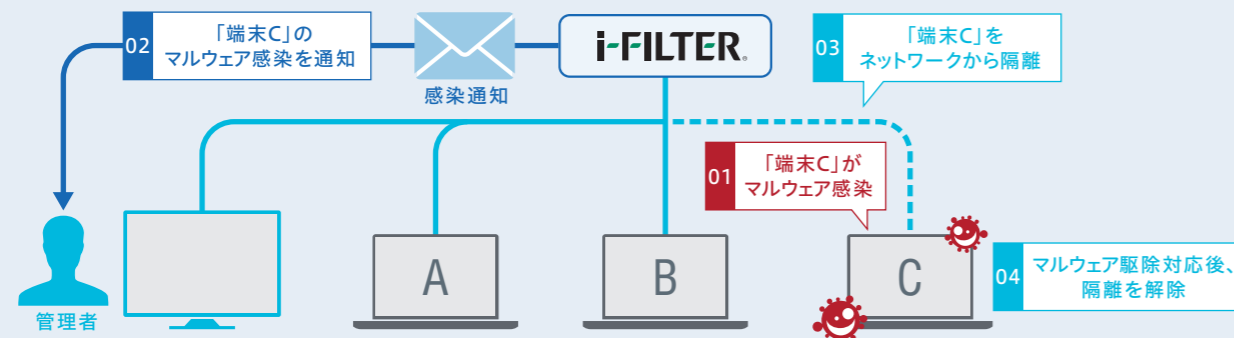 02
「端末C」の
マルウェア感染を通知
感染通知
i-FILTER®
03
「端末C」を
ネットワークから隔離
01
「端末C」が
マルウェア感染
管理者
A
B
C
04
マルウェア駆除対応後、
隔離を解除